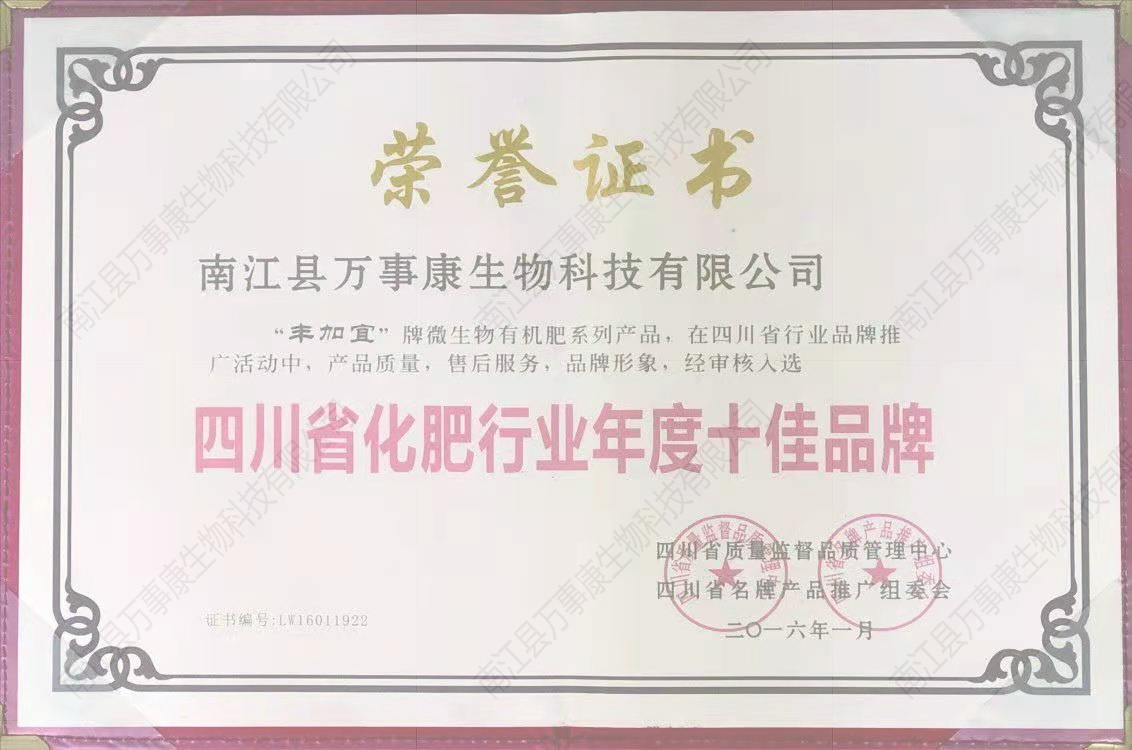 荣誉证书
南江县万事康生物科技有限公司
“丰加宜”牌微生物有机肥系列产品，在四川省行业品牌推
广活动中，产品质量，售后服务，品牌形象，经审核入选
四川省化肥行业年度十佳品牌
四川省质量监督品质管理中心
四川省名牌产品推广组委会
二〇一六年一月
证书编号:LW16011922
南江县万事康生物科技有限公司